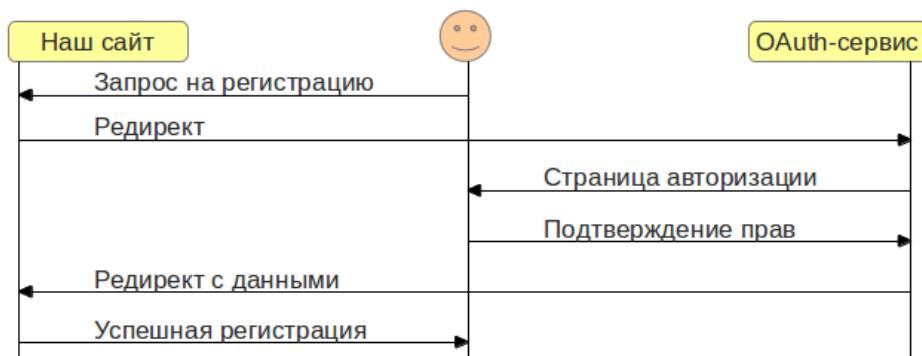 Наш сайт
OAuth-сервис
Запрос на регистрацию
Редирект
Страница авторизации
Подтверждение прав
Редирект с данными
Успешная регистрация